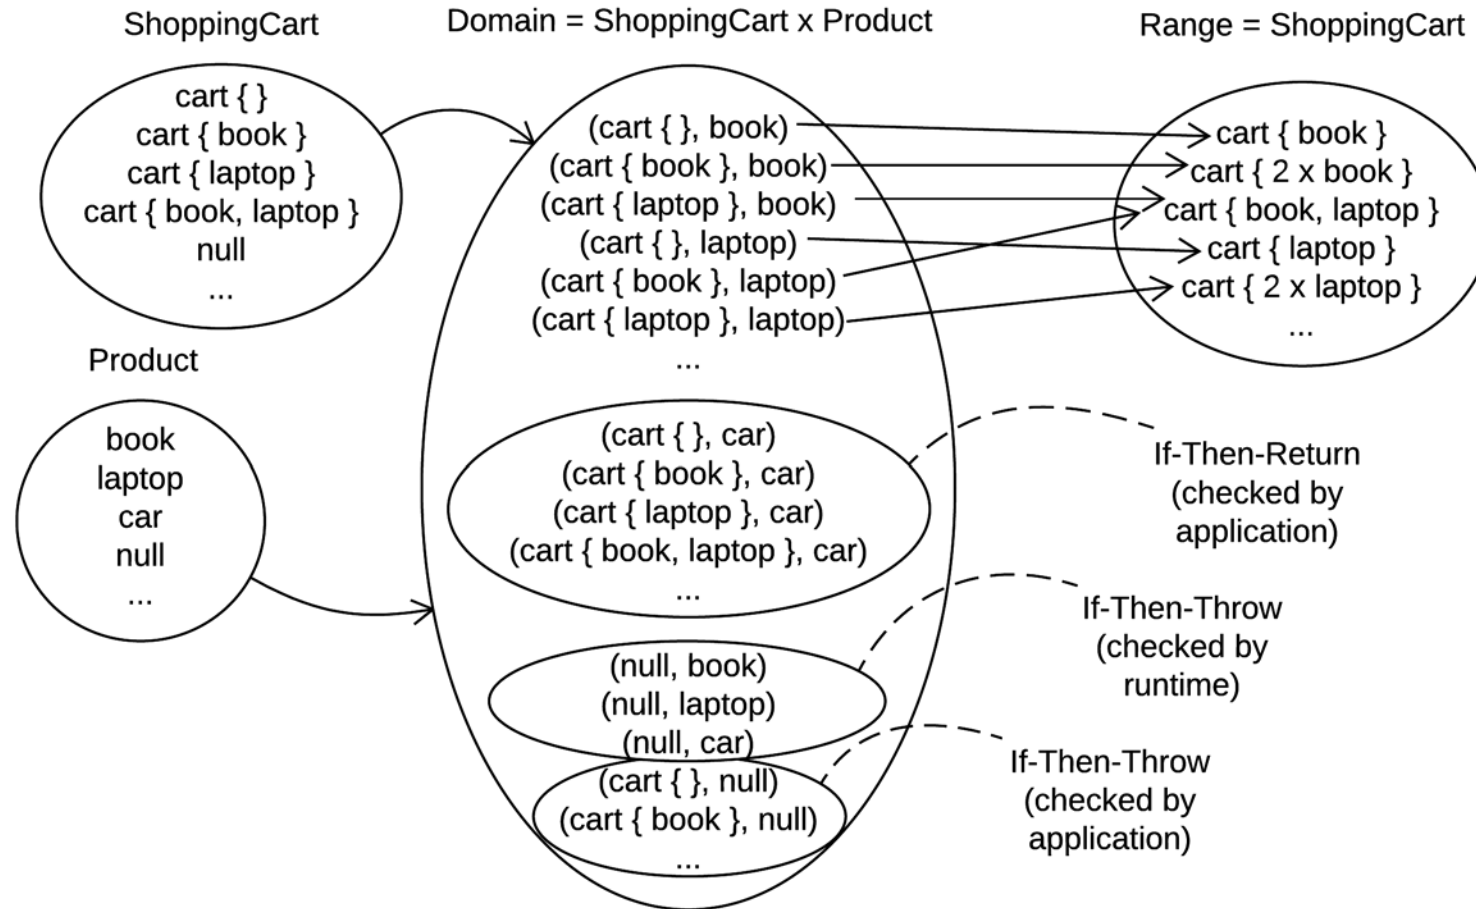 ShoppingCart
cart { }
cart { book }
cart { laptop }
cart { book, laptop }
null
...
Product
book
laptop
car
null
...
Domain = ShoppingCart x Product
(cart { }, book)
(cart { book }, book)
(cart { laptop }, book)
(cart { }, laptop)
(cart { book }, laptop)
(cart { laptop }, laptop)
...
(cart { }, car)
(cart { book }, car)
(cart { laptop }, car)
(cart { book, laptop }, car)
...
(null, book)
(null, laptop)
(null, car)
(cart { }, null)
(cart { book }, null)
...
Range = ShoppingCart
cart { book }
cart { 2 x book }
cart { book, laptop }
cart { laptop }
cart { 2 x laptop }
...
If-Then-Return
(checked by
application)
If-Then-Throw
(checked by
runtime)
If-Then-Throw
(checked by
application)